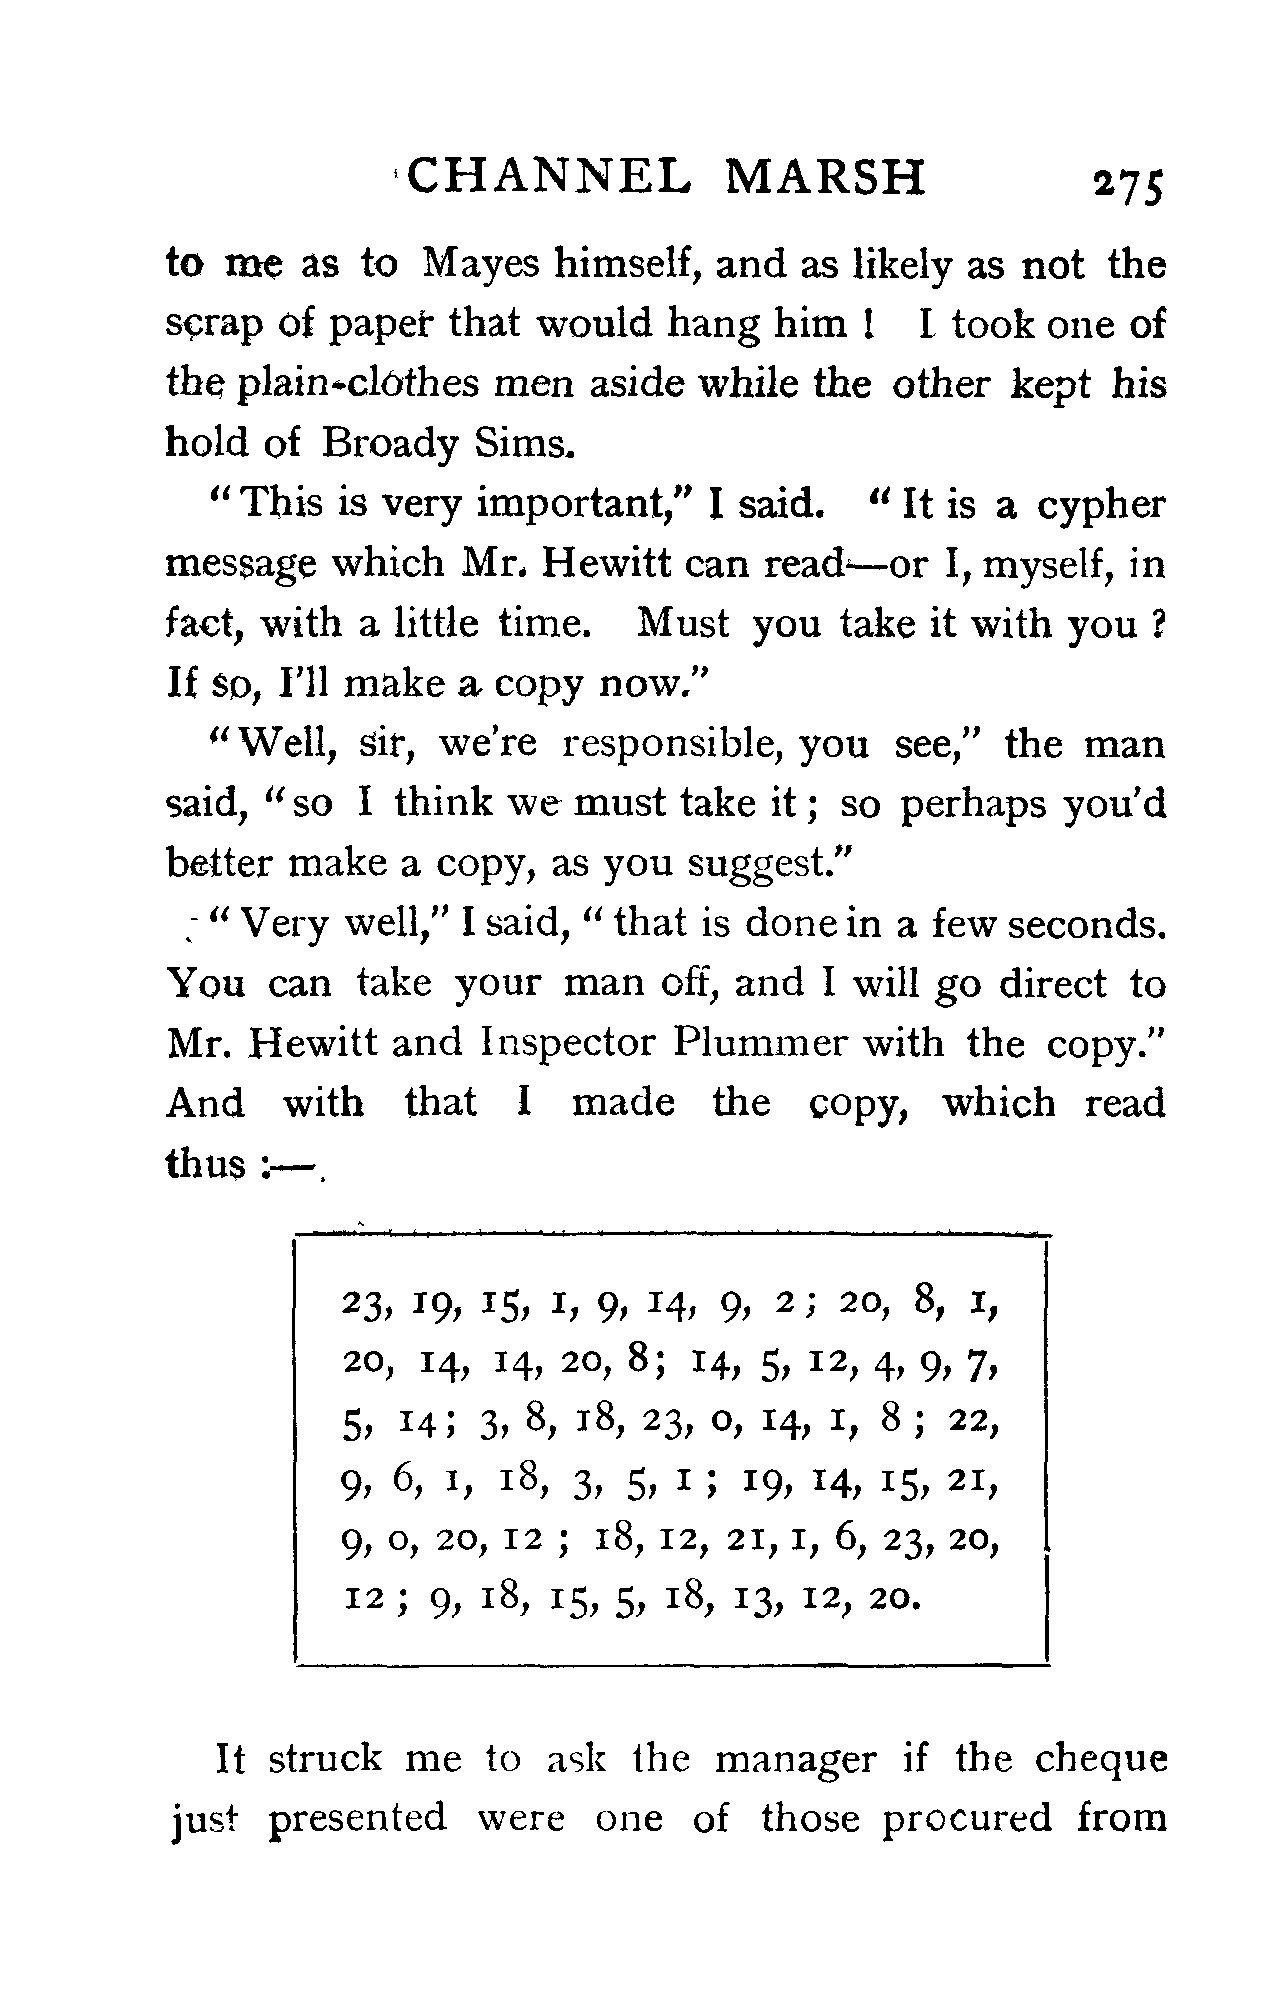 CHANNEL MARSH 275
to me as to Mayes himself, and as likely as not the
scrap of paper that would hang him ! I took one of
the plain-clothes men aside while the other kept his
hold of Broady Sims.
“ This is very important,” I said. “ It is a cypher
message which Mr. Hewitt can read—or I, myself, in
fact, with a little time. Must you take it with you ?
If so, I’ll make a copy now.”
“ Well, sir, we’re responsible, you see,” the man
said, “ so I think we must take it ; so perhaps you’d
better make a copy, as you suggest.”
“ Very well,” I said, “ that is done in a few seconds.
You can take your man off, and I will go direct to
Mr. Hewitt and Inspector Plummer with the copy.”
And with that I made the copy, which read
thus :—
23, 19, 15, 1, 9, 14, 9, 2 ; 20, 8, 1,
20, 14, 14, 20, 8 ; 14, 5, 12, 4, 9, 7,
5, 14 ; 3, 8, 18, 23, 0, 14, 1, 8 ; 22,
9, 6, 1, 18, 3, 5, 1 ; 19, 14, 15, 21,
9, 0, 20, 12 ; 18, 12, 21, 1, 6, 23, 20,
12 ; 9, 18, 15, 5, 18, 13, 12, 20.
It struck me to ask the manager if the cheque
just presented were one of those procured from